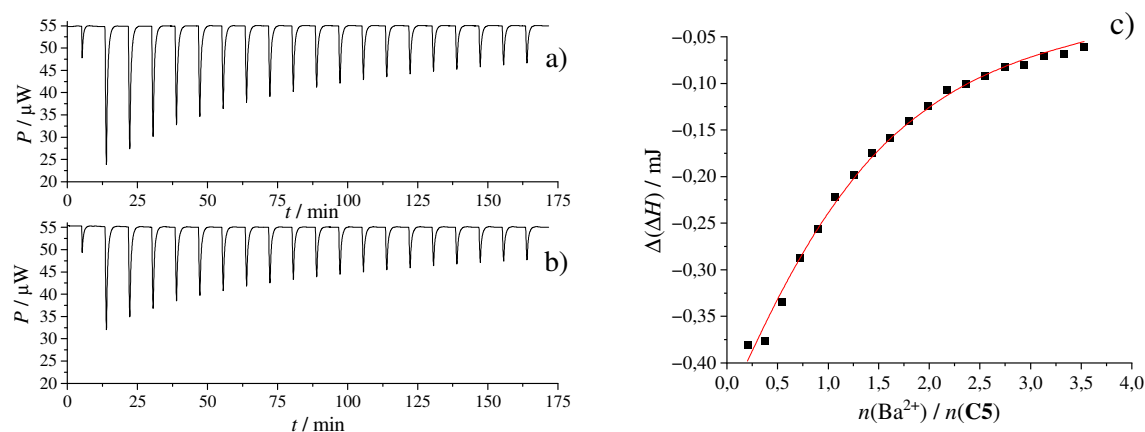 a)
P / µW
55
50
45
40
35
30
25
20
0 25 50 75 100 125 150 175
t / min
b)
P / µW
55
50
45
40
35
30
25
20
0 25 50 75 100 125 150 175
t / min
c)
Δ(ΔH) / mJ
−0,05
−0,10
−0,15
−0,20
−0,25
−0,30
−0,35
−0,40
0,0 0,5 1,0 1,5 2,0 2,5 3,0 3,5 4,0
n(Ba²⁺) / n(C5)